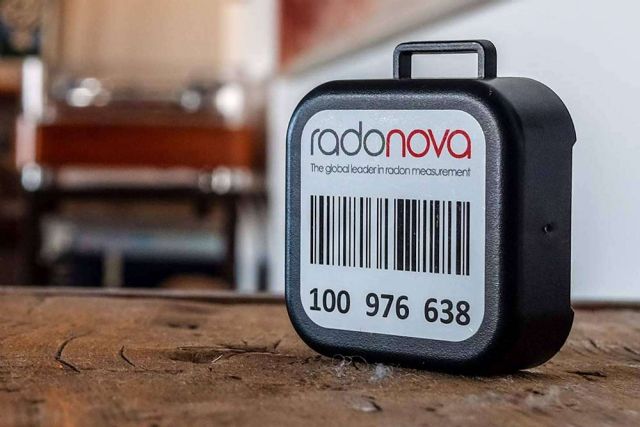 radonova
The global leader in radon measurement
100 976 638